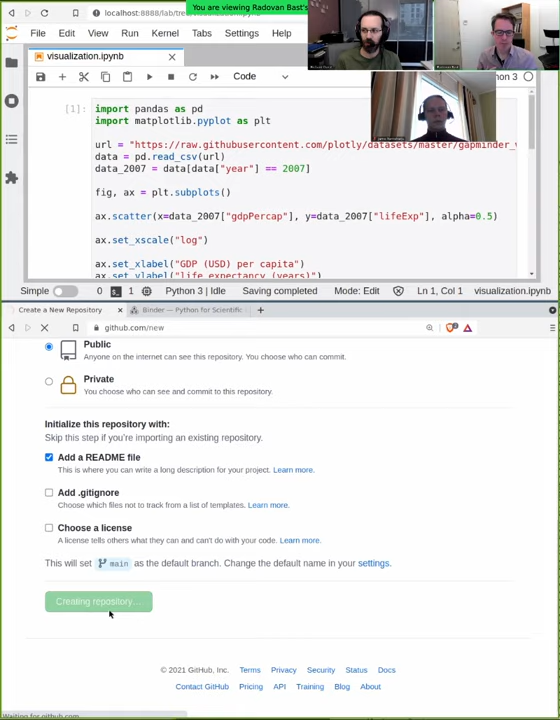 You are viewing Radovan Bast's
localhost:8888/lab/tre
File Edit View Run Kernel Tabs Settings Help
visualization.ipynb
Code
[1]: import pandas as pd
import matplotlib.pyplot as plt
url = "https://raw.githubusercontent.com/plotly/datasets/master/gapminder_
data = pd.read_csv(url)
data_2007 = data[data["year"] == 2007]
fig, ax = plt.subplots()
ax.scatter(x=data_2007["gdpPercap"], y=data_2007["lifeExp"], alpha=0.5)
ax.set_xscale("log")
ax.set_xlabel("GDP (USD) per capita")
ax.set_ylabel("life expectancy (years)")
Simple 0 1 Python 3 | Idle Saving completed Mode: Edit Ln 1, Col 1 visualization.ipynb
Create a New Repository Binder — Python for Scientific
github.com/new
Public
Anyone on the internet can see this repository. You choose who can commit.
Private
You choose who can see and commit to this repository.
Initialize this repository with:
Skip this step if you're importing an existing repository.
Add a README file
This is where you can write a long description for your project. Learn more.
Add .gitignore
Choose which files not to track from a list of templates. Learn more.
Choose a license
A license tells others what they can and can't do with your code. Learn more.
This will set main as the default branch. Change the default name in your settings.
Creating repository…
© 2021 GitHub, Inc. Terms Privacy Security Status Docs
Contact GitHub Pricing API Training Blog About
Waiting for github.com